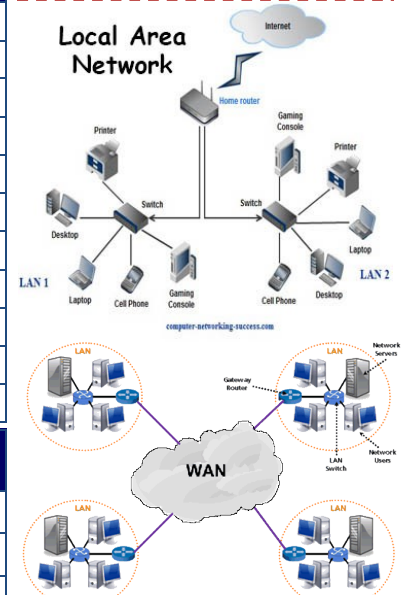 Local Area
Network
Internet
Home router
Gaming
Console
Printer
Printer
Switch
Switch
Desktop
Laptop
LAN 1
LAN 2
Laptop
Cell Phone
Gaming
Console
Cell Phone
Desktop
computer-networking-success.com
LAN
LAN
Network
Servers
Gateway
Router
LAN
Switch
Network
Users
WAN
LAN
LAN